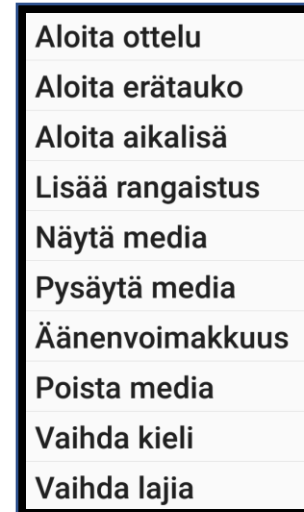 Aloita ottelu
Aloita erätauko
Aloita aikalisä
Lisää rangaistus
Näytä media
Pysäytä media
Äänenvoimakkuus
Poista media
Vaihda kieli
Vaihda lajia